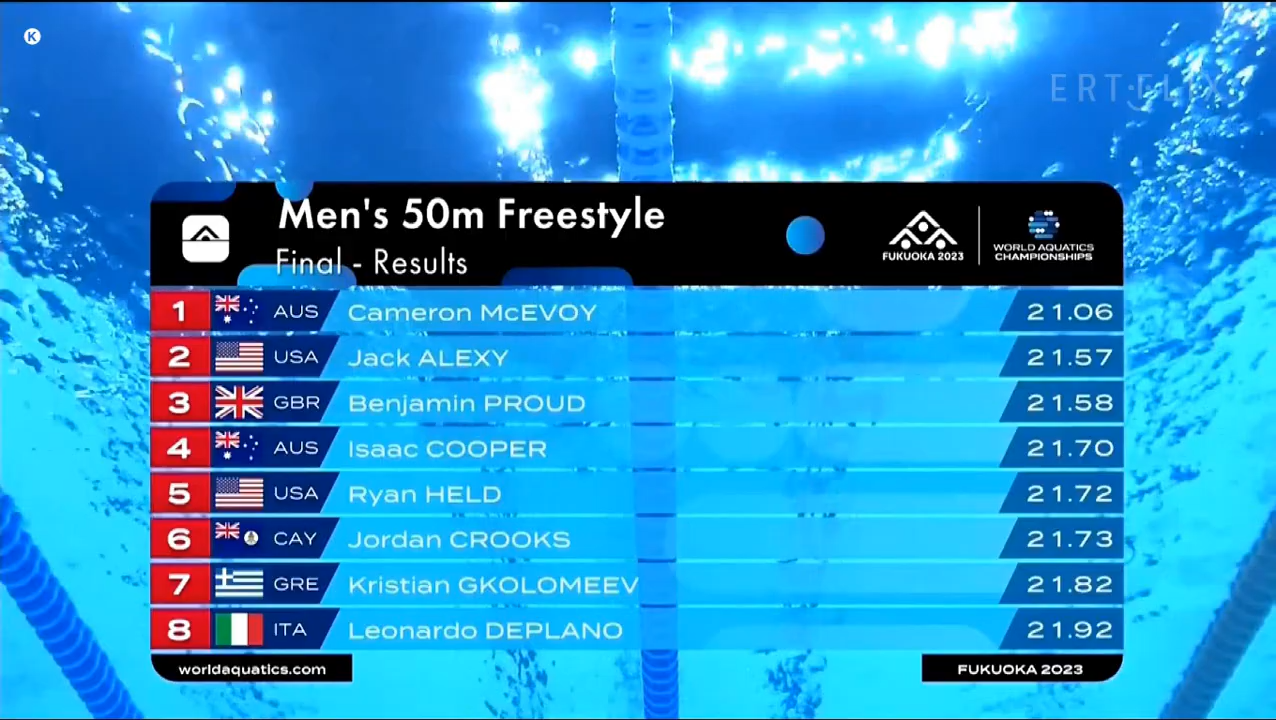 K
ERTFLIX
Men's 50m Freestyle
Final - Results
FUKUOKA 2023
WORLD AQUATICS
CHAMPIONSHIPS
1 AUS Cameron McEVOY 21.06
2 USA Jack ALEXY 21.57
3 GBR Benjamin PROUD 21.58
4 AUS Isaac COOPER 21.70
5 USA Ryan HELD 21.72
6 CAY Jordan CROOKS 21.73
7 GRE Kristian GKOLOMEEV 21.82
8 ITA Leonardo DEPLANO 21.92
worldaquatics.com FUKUOKA 2023